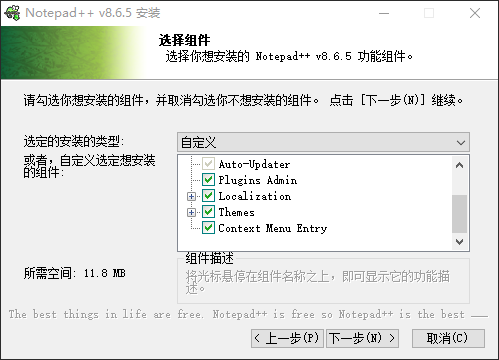 Notepad++ v8.6.5 安装
选择组件
选择你想安装的 Notepad++ v8.6.5 功能组件。
请勾选你想安装的组件，并取消勾选你不想安装的组件。 点击 [下一步(N)] 继续。
选定的安装的类型:
自定义
或者，自定义选定想安装
的组件:
Auto-Updater
Plugins Admin
Localization
Themes
Context Menu Entry
组件描述
将光标悬停在组件名称之上，即可显示它的功能描
述。
所需空间: 11.8 MB
The best things in life are free. Notepad++ is free so Notepad++ is the best
< 上一步(P) 下一步(N) > 取消(C)